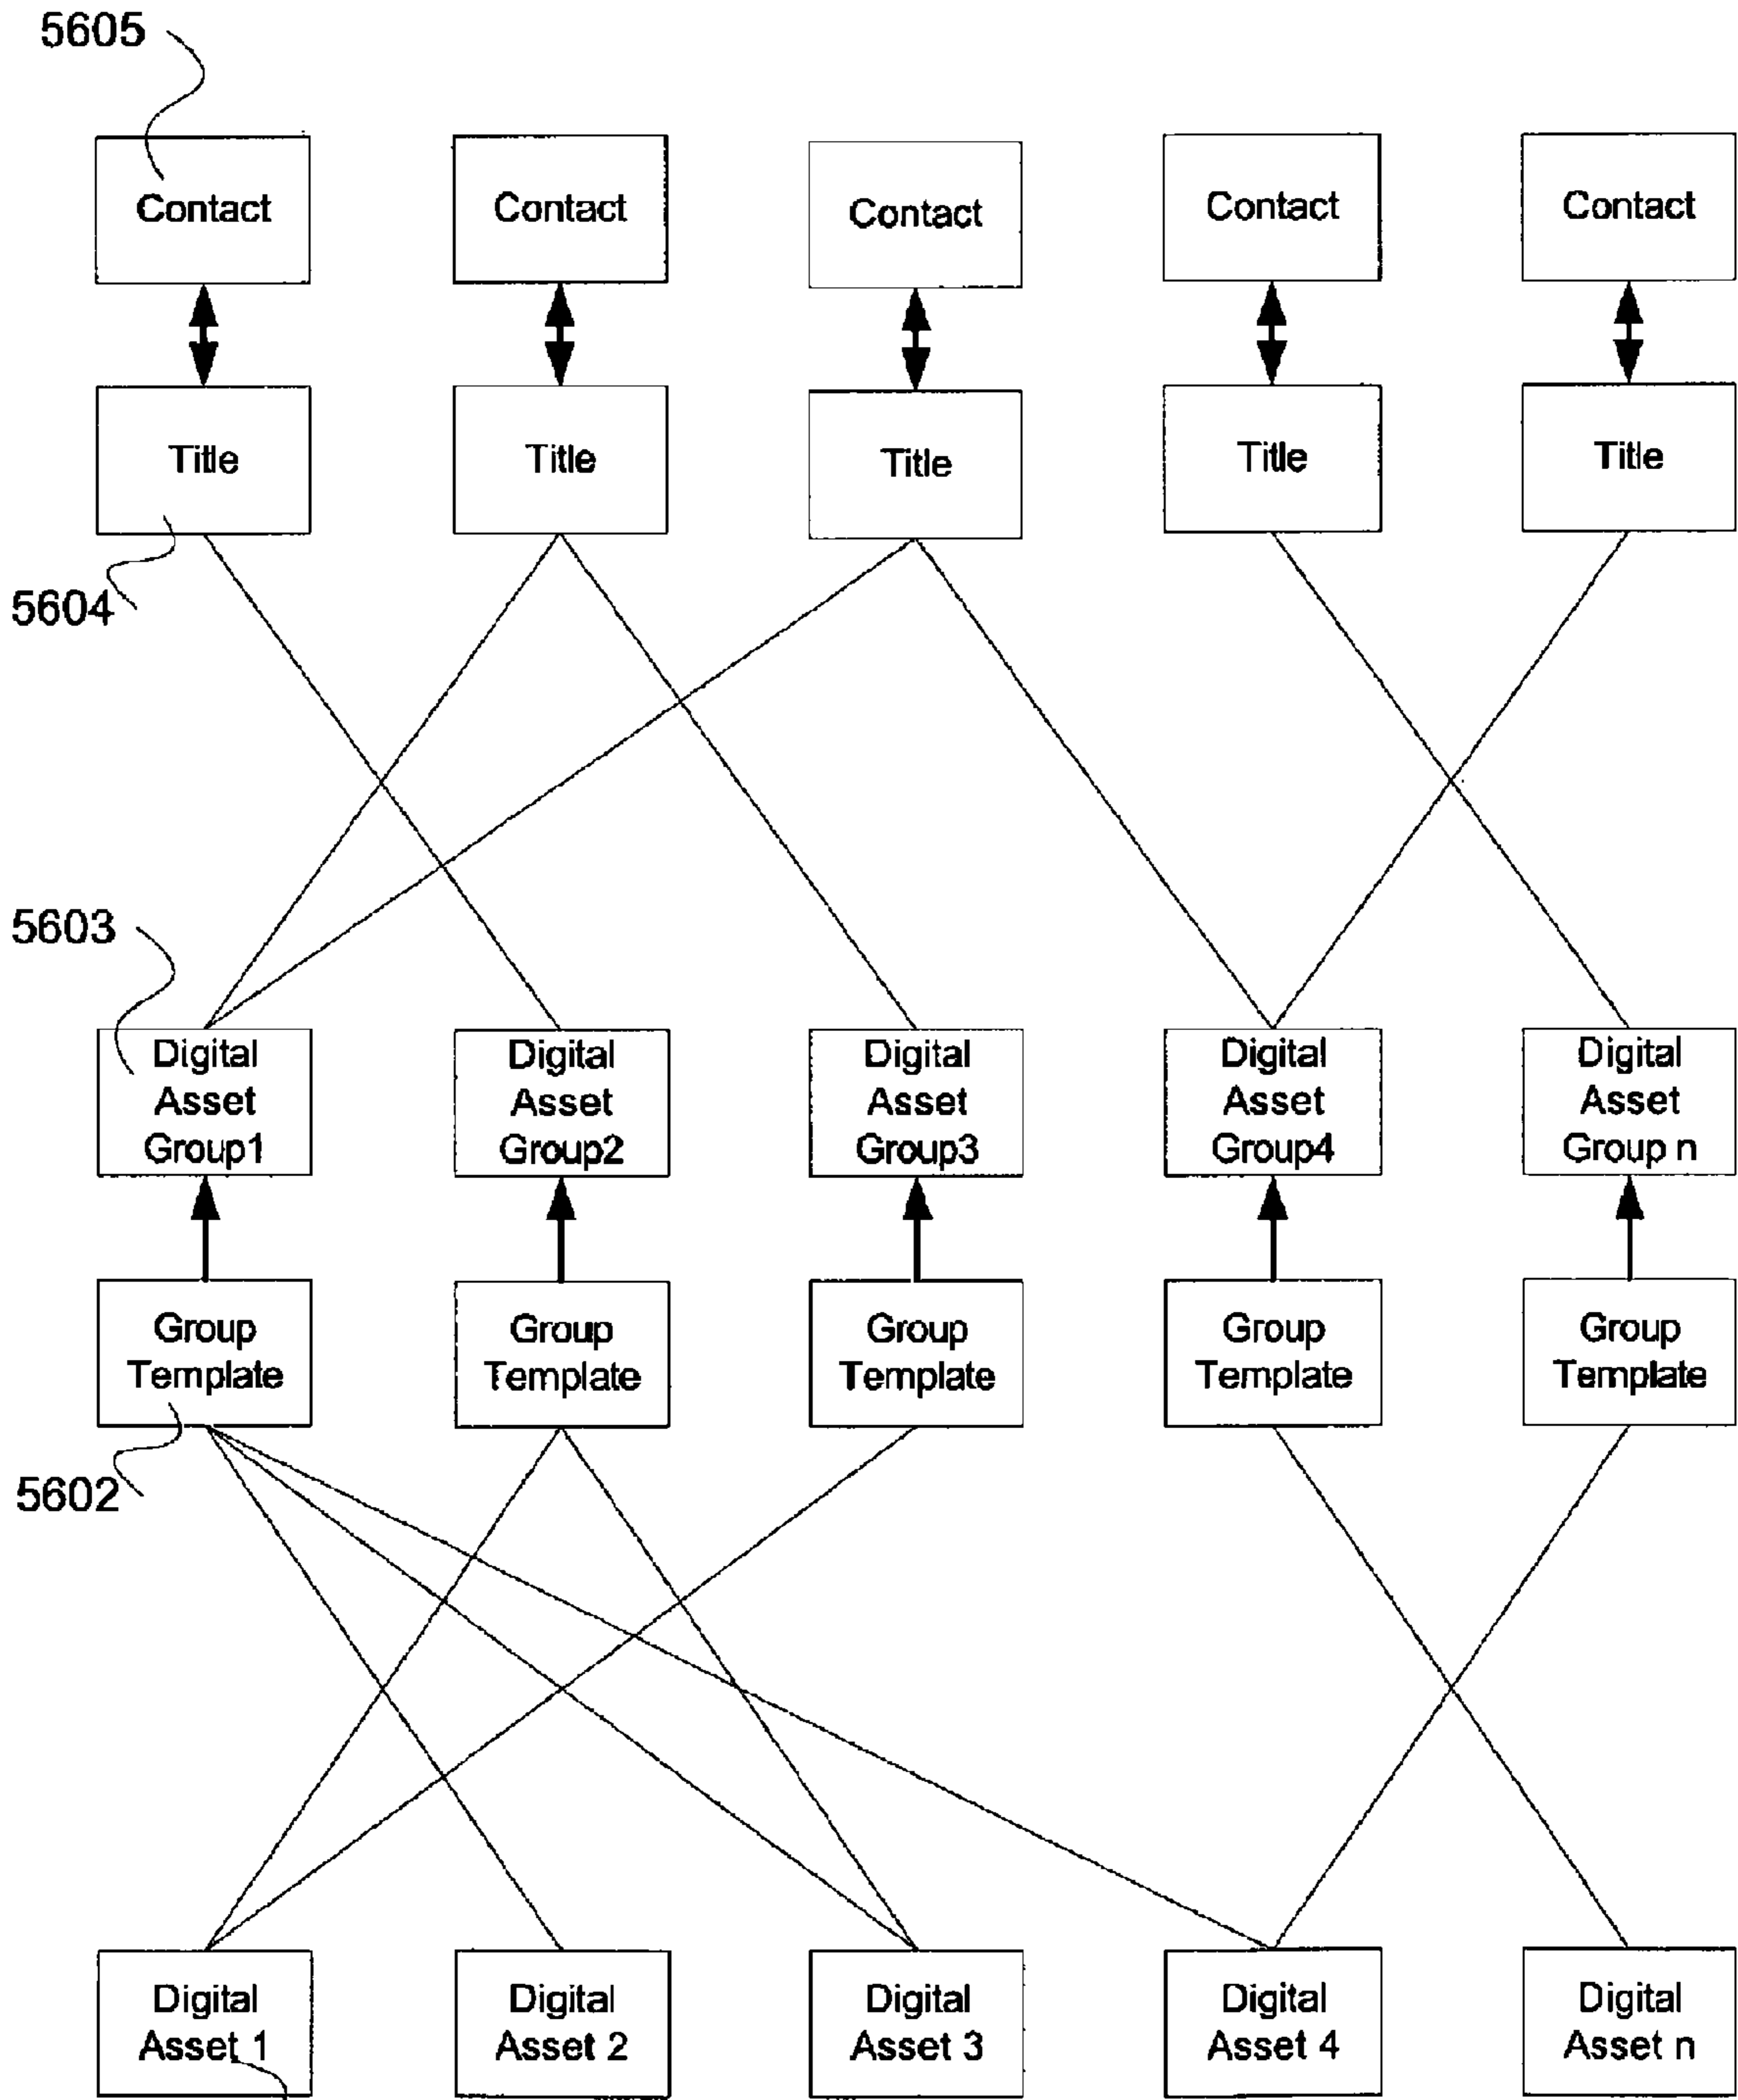 5605
Contact
Contact
Contact
Contact
Contact
Title
Title
Title
Title
Title
5604
5603
Digital
Asset
Group1
Digital
Asset
Group2
Digital
Asset
Group3
Digital
Asset
Group4
Digital
Asset
Group n
Group
Template
Group
Template
Group
Template
Group
Template
Group
Template
5602
Digital
Asset 1
Digital
Asset 2
Digital
Asset 3
Digital
Asset 4
Digital
Asset n